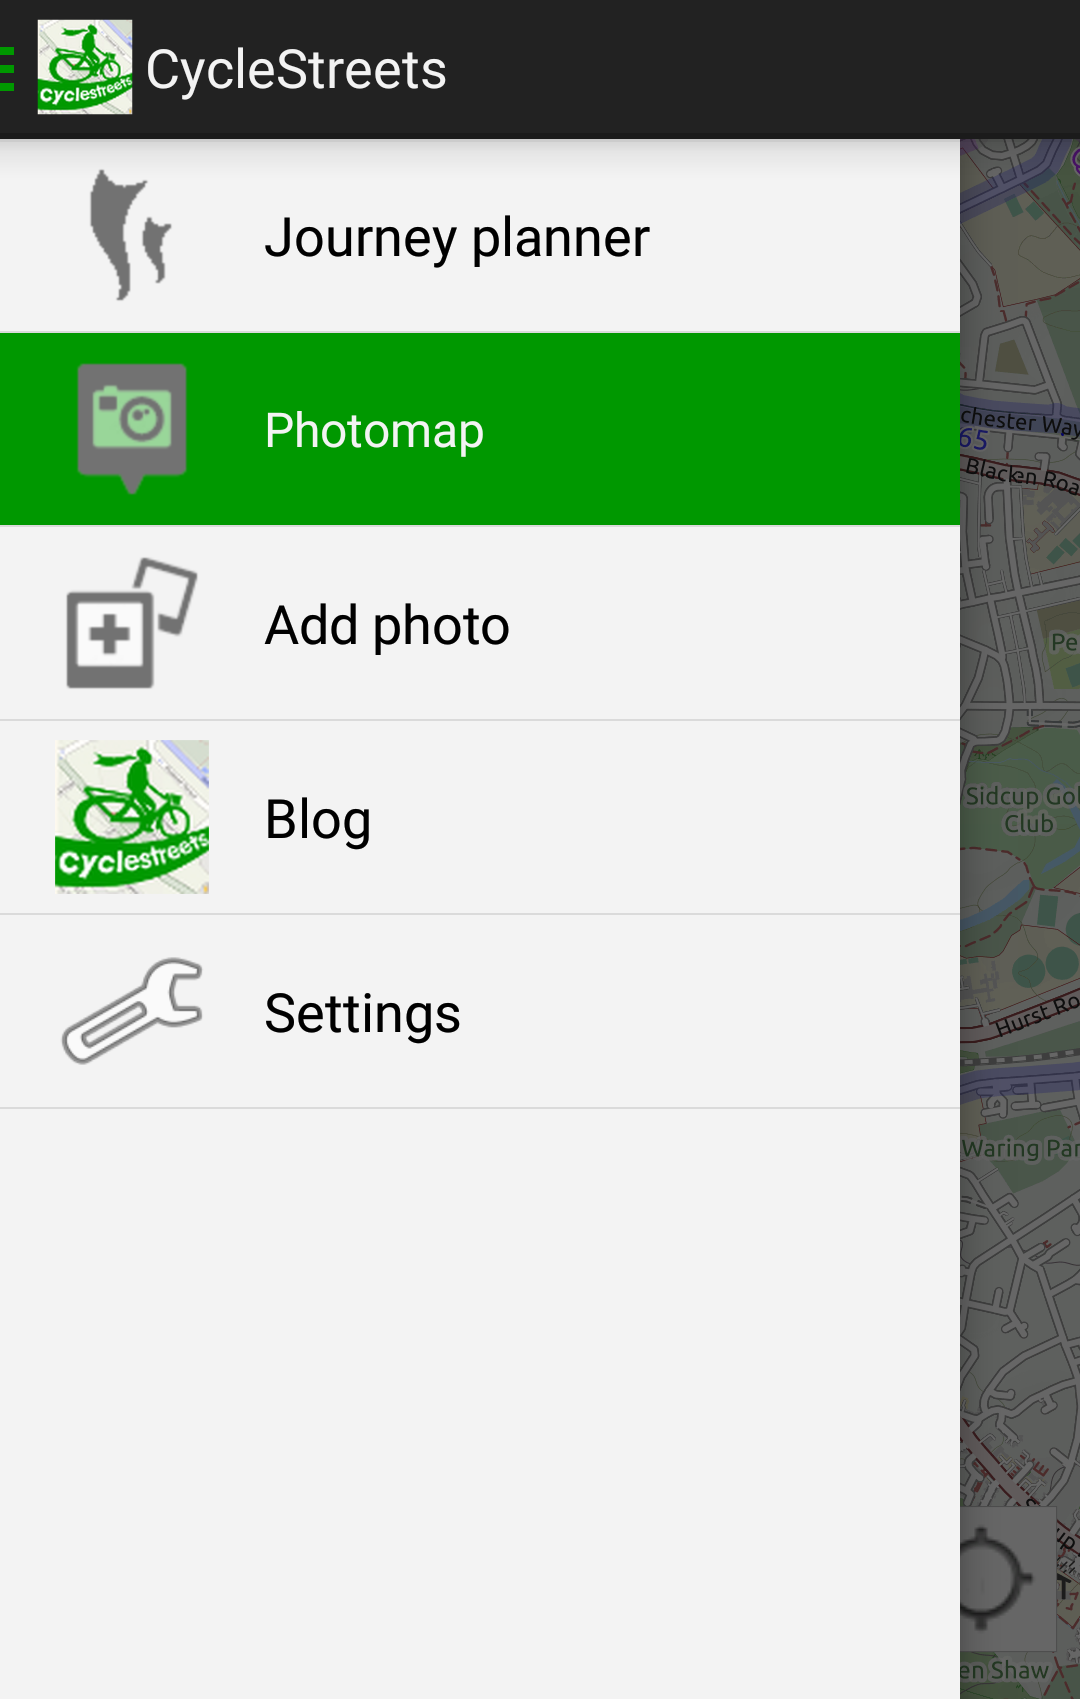 Cyclestreets
CycleStreets
Journey planner
Photomap
Add photo
Cyclestreets
Blog
Settings
chester Way
65
Blacken Roa
Pe
Sidcup Gol
Club
Hurst Ro
Waring Par
up
T
en Shaw